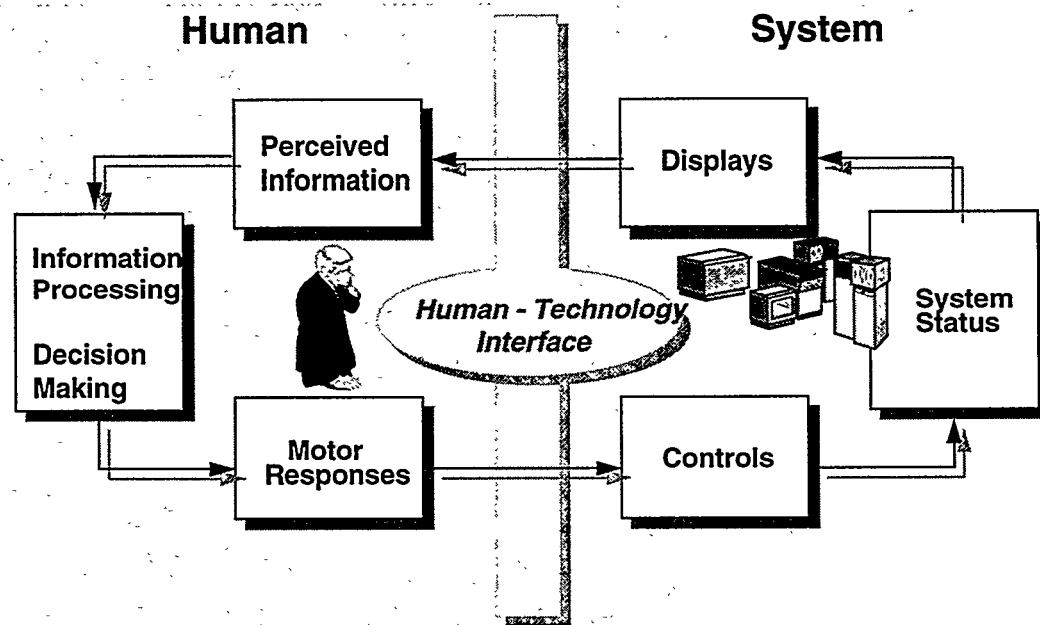 Human
System
Perceived
Information
Displays
Information
Processing
Decision
Making
Human - Technology
Interface
System
Status
Motor
Responses
Controls